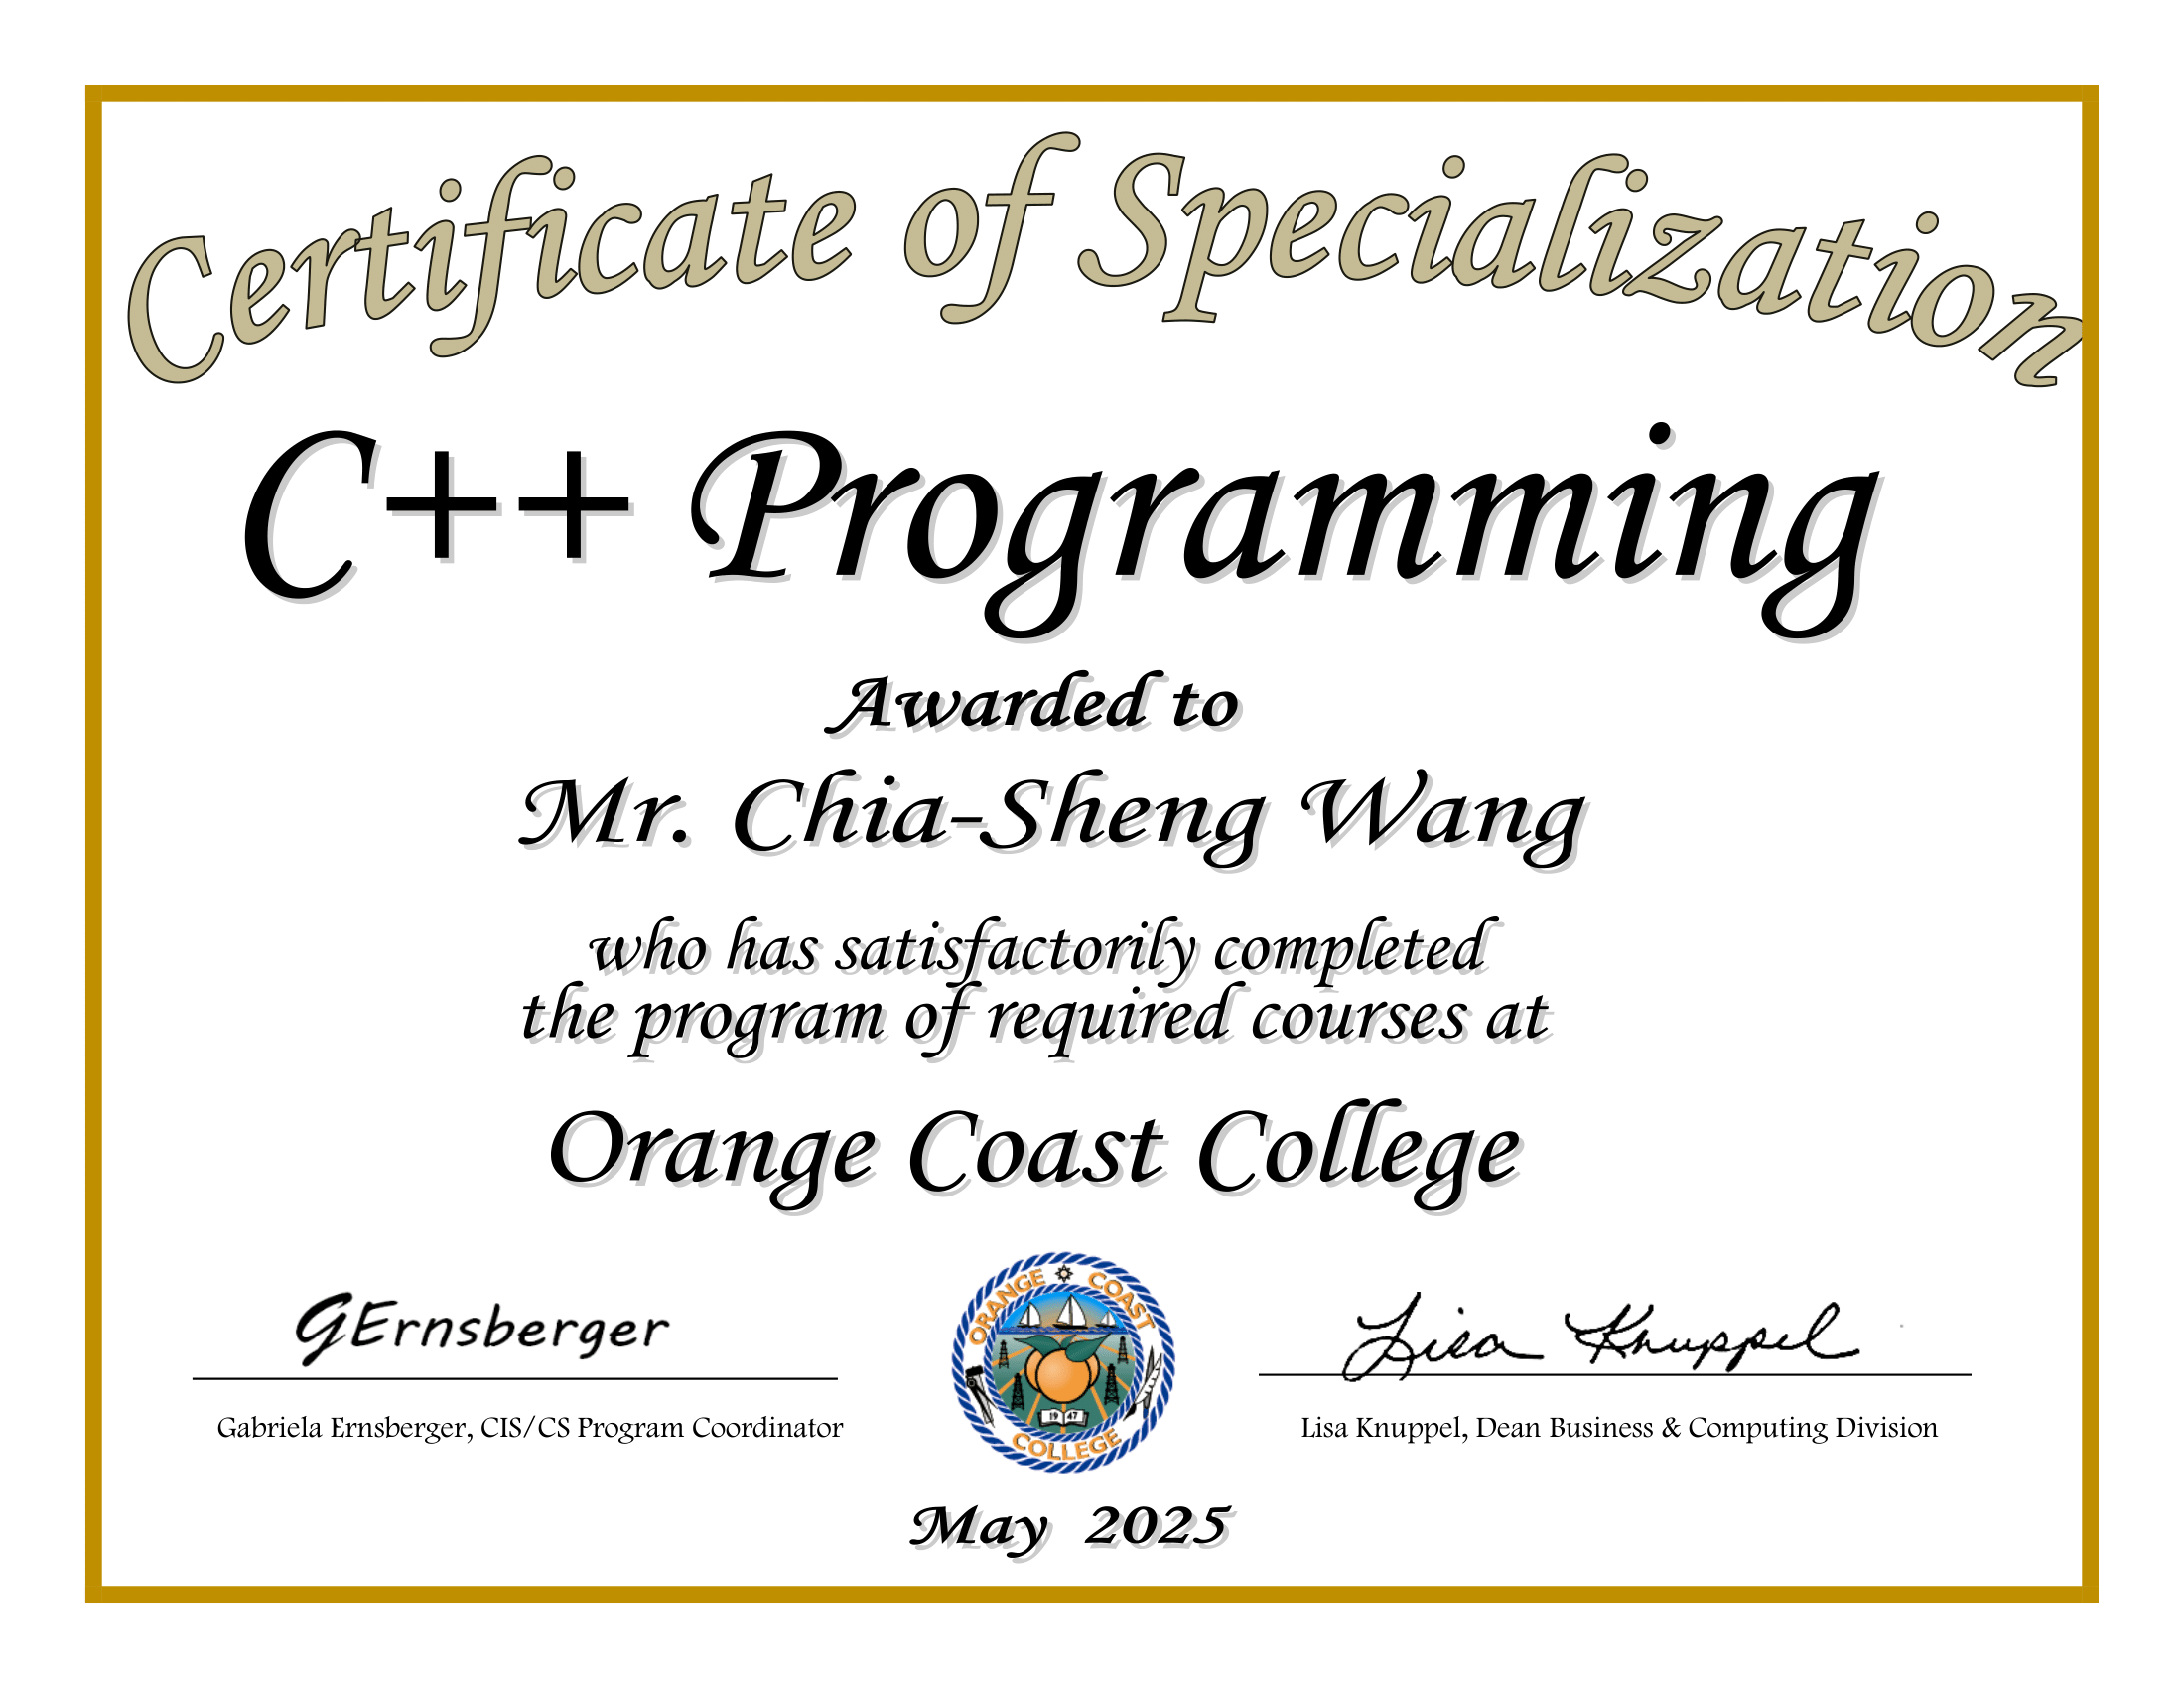 Certificate of Specialization
C++ Programming
Awarded to
Mr. Chia-Sheng Wang
who has satisfactorily completed
the program of required courses at
Orange Coast College
GErnsberger
Lisa Knuppel
Gabriela Ernsberger, CIS/CS Program Coordinator
ORANGE COAST
19 47
COLLEGE
Lisa Knuppel, Dean Business & Computing Division
May 2025